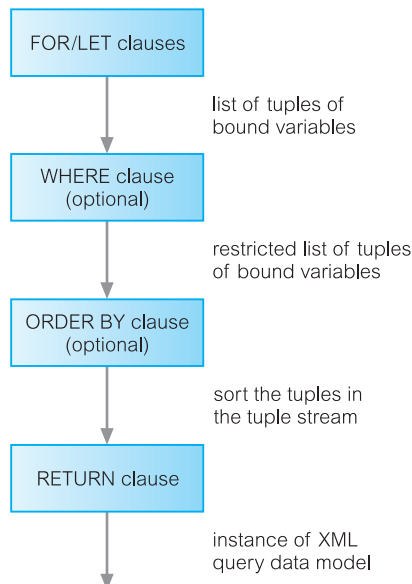 FOR/LET clauses
list of tuples of
bound variables
WHERE clause
(optional)
restricted list of tuples
of bound variables
ORDER BY clause
(optional)
sort the tuples in
the tuple stream
RETURN clause
instance of XML
query data model